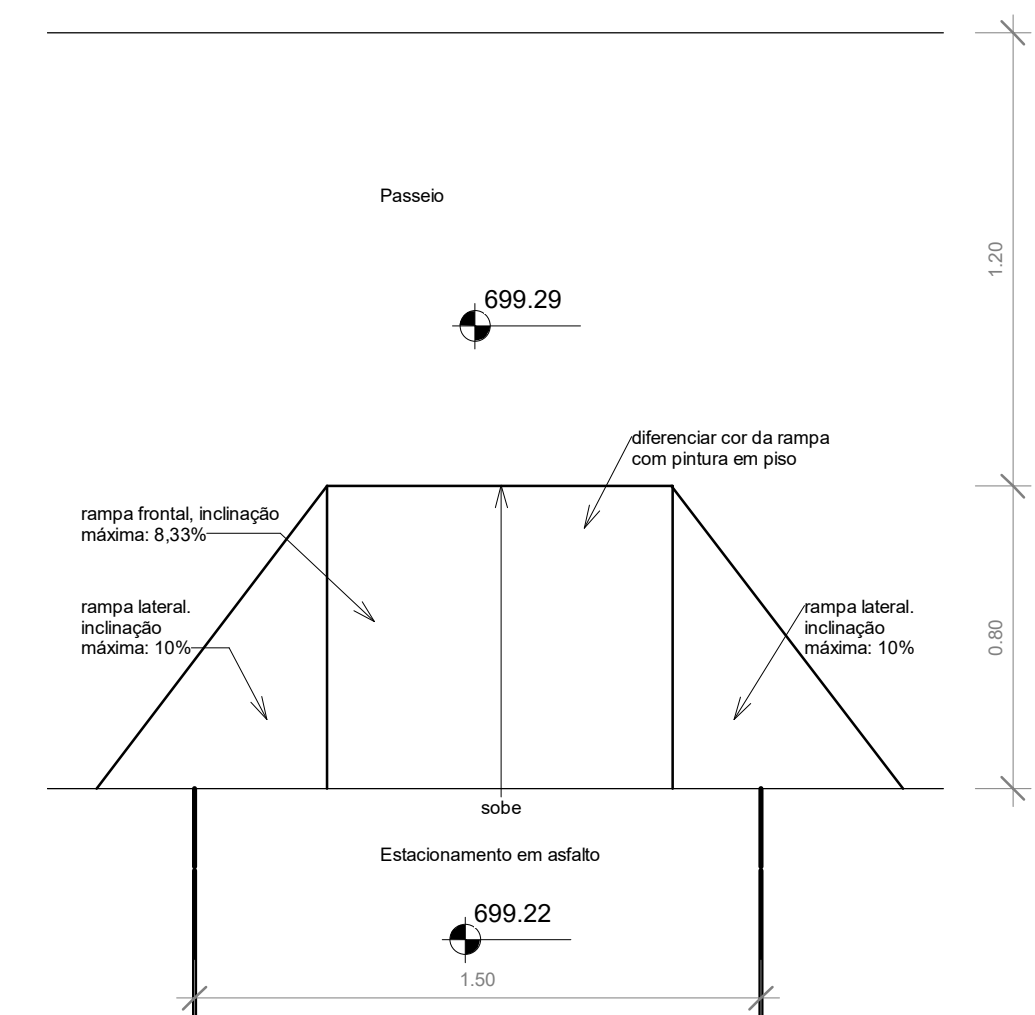 Passeio
1.20
699.29
diferenciar cor da rampa
com pintura em piso
rampa frontal, inclinação
máxima: 8,33%
rampa lateral.
inclinação
máxima: 10%
rampa lateral.
inclinação
máxima: 10%
0.80
sobe
Estacionamento em asfalto
699.22
1.50